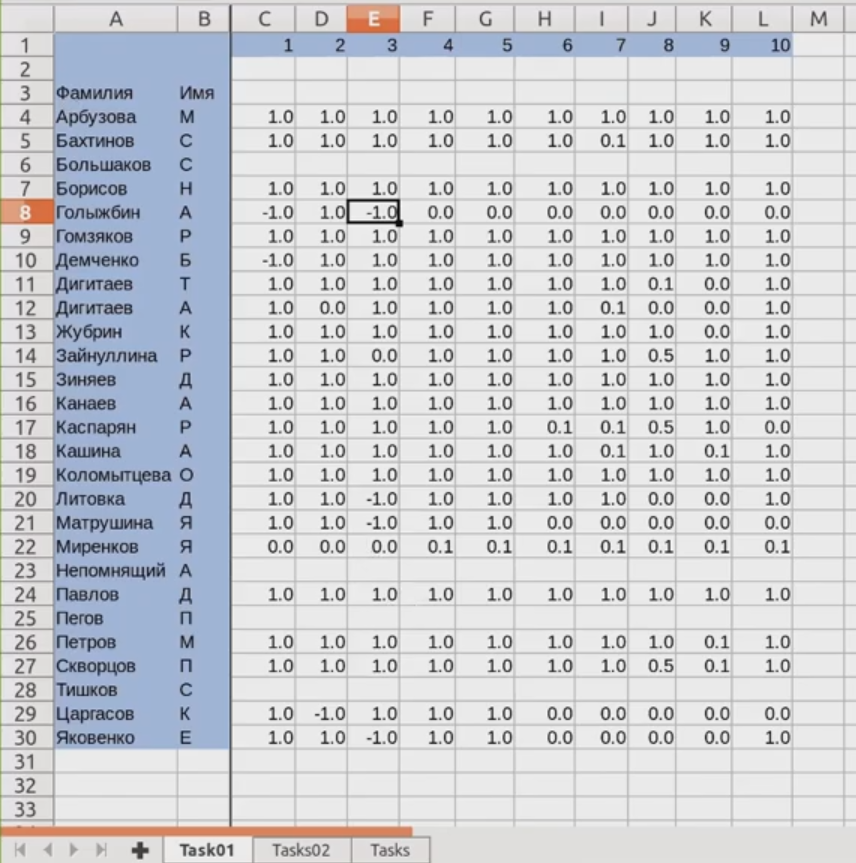 A B C D E F G H I J K L M
1 1 2 3 4 5 6 7 8 9 10
2
3 Фамилия Имя
4 Арбузова М 1.0 1.0 1.0 1.0 1.0 1.0 1.0 1.0 1.0 1.0
5 Бахтинов С 1.0 1.0 1.0 1.0 1.0 1.0 0.1 1.0 1.0 1.0
6 Большаков С
7 Борисов Н 1.0 1.0 1.0 1.0 1.0 1.0 1.0 1.0 1.0 1.0
8 Голыжбин А -1.0 1.0 -1.0 0.0 0.0 0.0 0.0 0.0 0.0 0.0
9 Гомзяков Р 1.0 1.0 1.0 1.0 1.0 1.0 1.0 1.0 1.0 1.0
10 Демченко Б -1.0 1.0 1.0 1.0 1.0 1.0 1.0 1.0 1.0 1.0
11 Дигитаев Т 1.0 1.0 1.0 1.0 1.0 1.0 1.0 0.1 0.0 1.0
12 Дигитаев А 1.0 0.0 1.0 1.0 1.0 1.0 0.1 1.0 0.0 1.0
13 Жубрин К 1.0 1.0 1.0 1.0 1.0 1.0 1.0 1.0 0.0 1.0
14 Зайнуллина Р 1.0 1.0 0.0 1.0 1.0 1.0 1.0 0.5 1.0 1.0
15 Зиняев Д 1.0 1.0 1.0 1.0 1.0 1.0 1.0 1.0 1.0 1.0
16 Канаев А 1.0 1.0 1.0 1.0 1.0 1.0 1.0 1.0 1.0 1.0
17 Каспарян Р 1.0 1.0 1.0 1.0 1.0 0.1 0.1 0.5 1.0 0.0
18 Кашина А 1.0 1.0 1.0 1.0 1.0 1.0 0.1 1.0 0.1 1.0
19 Коломытцева О 1.0 1.0 1.0 1.0 1.0 1.0 1.0 1.0 1.0 1.0
20 Литовка Д 1.0 1.0 -1.0 1.0 1.0 1.0 1.0 0.0 0.0 1.0
21 Матрушина Я 1.0 1.0 -1.0 1.0 1.0 0.0 0.0 0.0 0.0 0.0
22 Миренков Я 0.0 0.0 0.0 0.1 0.1 0.1 0.1 0.1 0.1 0.1
23 Непомнящий А
24 Павлов Д 1.0 1.0 1.0 1.0 1.0 1.0 1.0 1.0 1.0 1.0
25 Пегов П
26 Петров М 1.0 1.0 1.0 1.0 1.0 1.0 1.0 1.0 0.1 1.0
27 Скворцов П 1.0 1.0 1.0 1.0 1.0 1.0 1.0 0.5 0.1 1.0
28 Тишков С
29 Царгасов К 1.0 -1.0 1.0 1.0 1.0 0.0 0.0 0.0 0.0 0.0
30 Яковенко Е 1.0 1.0 -1.0 1.0 1.0 0.0 0.0 0.0 0.0 1.0
31
32
33
Task01 Tasks02 Tasks